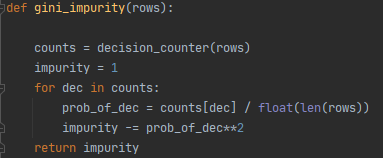 def gini_impurity(rows):
counts = decision_counter(rows)
impurity = 1
for dec in counts:
prob_of_dec = counts[dec] / float(len(rows))
impurity -= prob_of_dec**2
return impurity